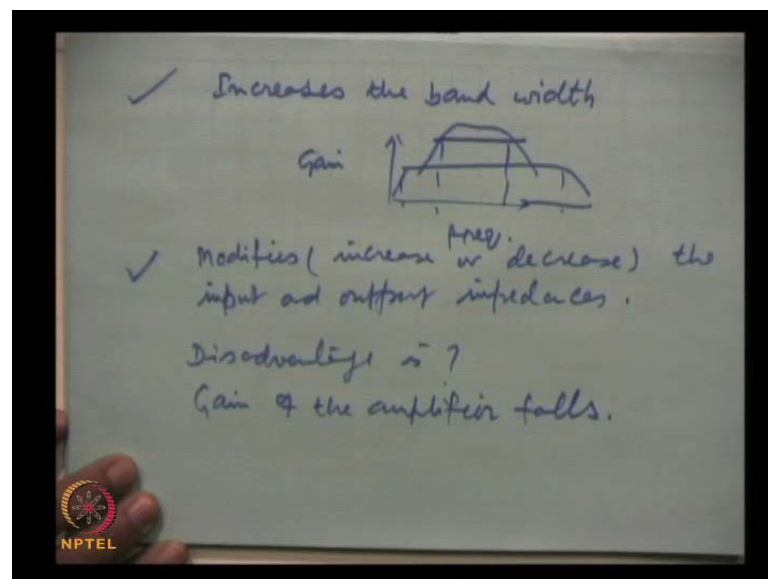 Increases the band width
Gain
freq.
Modifies (increase or decrease) the
input and output impedances.
Disadvantage is ?
Gain of the amplifier falls.
NPTEL